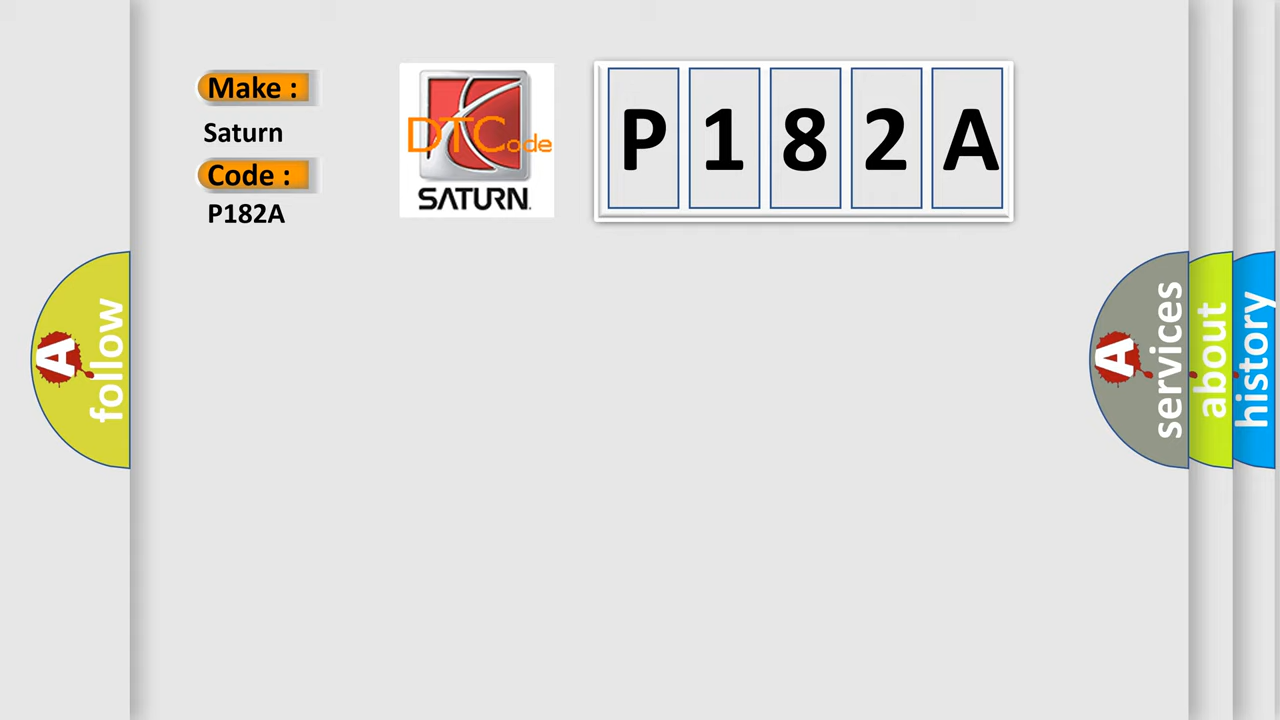 Make :
Saturn
Code :
P182A
DTCode
SATURN
P 1 8 2 A
A
follow
A
services
about
history